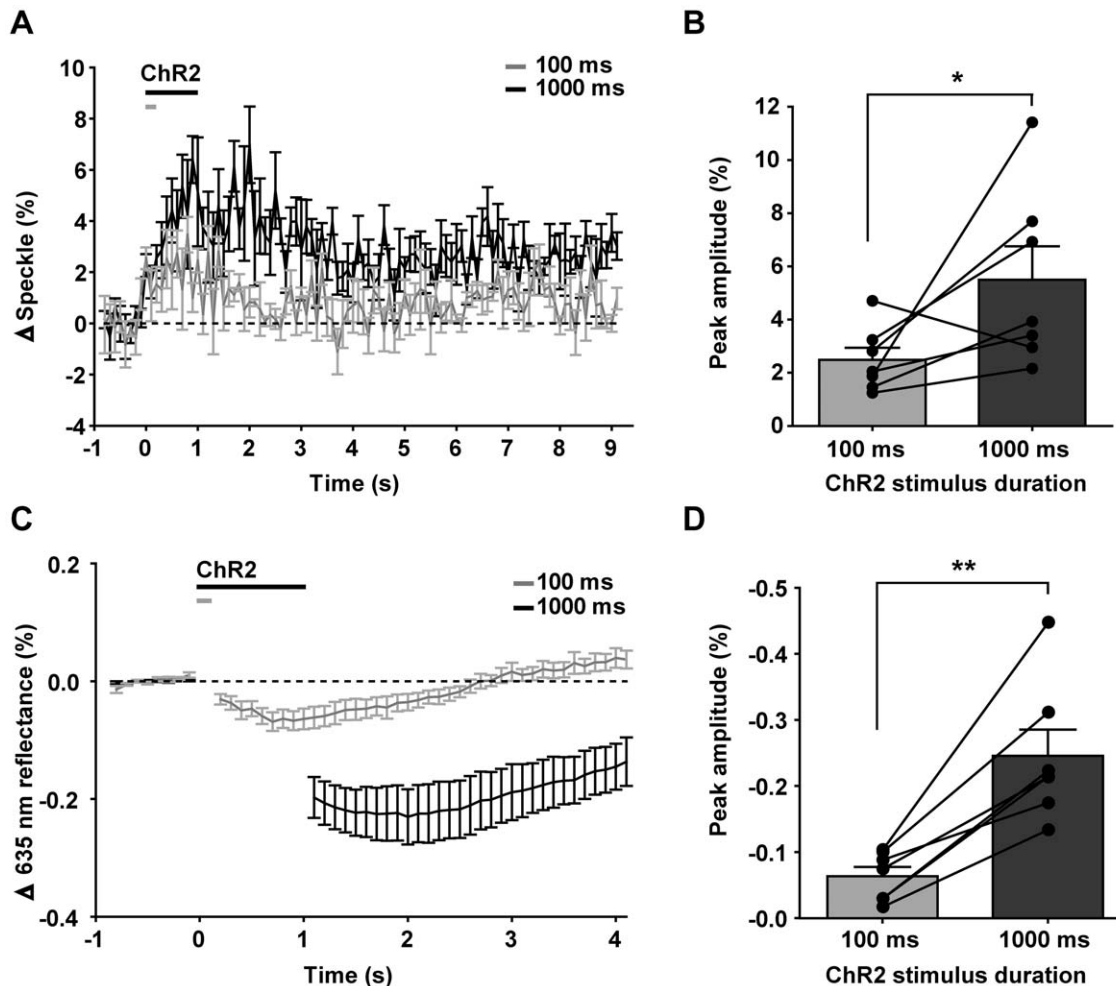 A
ChR2
100 ms
1000 ms
10
8
6
4
2
0
-2
-4
Δ Speckle (%)
-1 0 1 2 3 4 5 6 7 8 9
Time (s)
B
*
12
10
8
6
4
2
0
Peak amplitude (%)
100 ms 1000 ms
ChR2 stimulus duration
C
ChR2
100 ms
1000 ms
0.2
0.0
-0.2
-0.4
Δ 635 nm reflectance (%)
-1 0 1 2 3 4
Time (s)
D
**
-0.5
-0.4
-0.3
-0.2
-0.1
-0.0
Peak amplitude (%)
100 ms 1000 ms
ChR2 stimulus duration